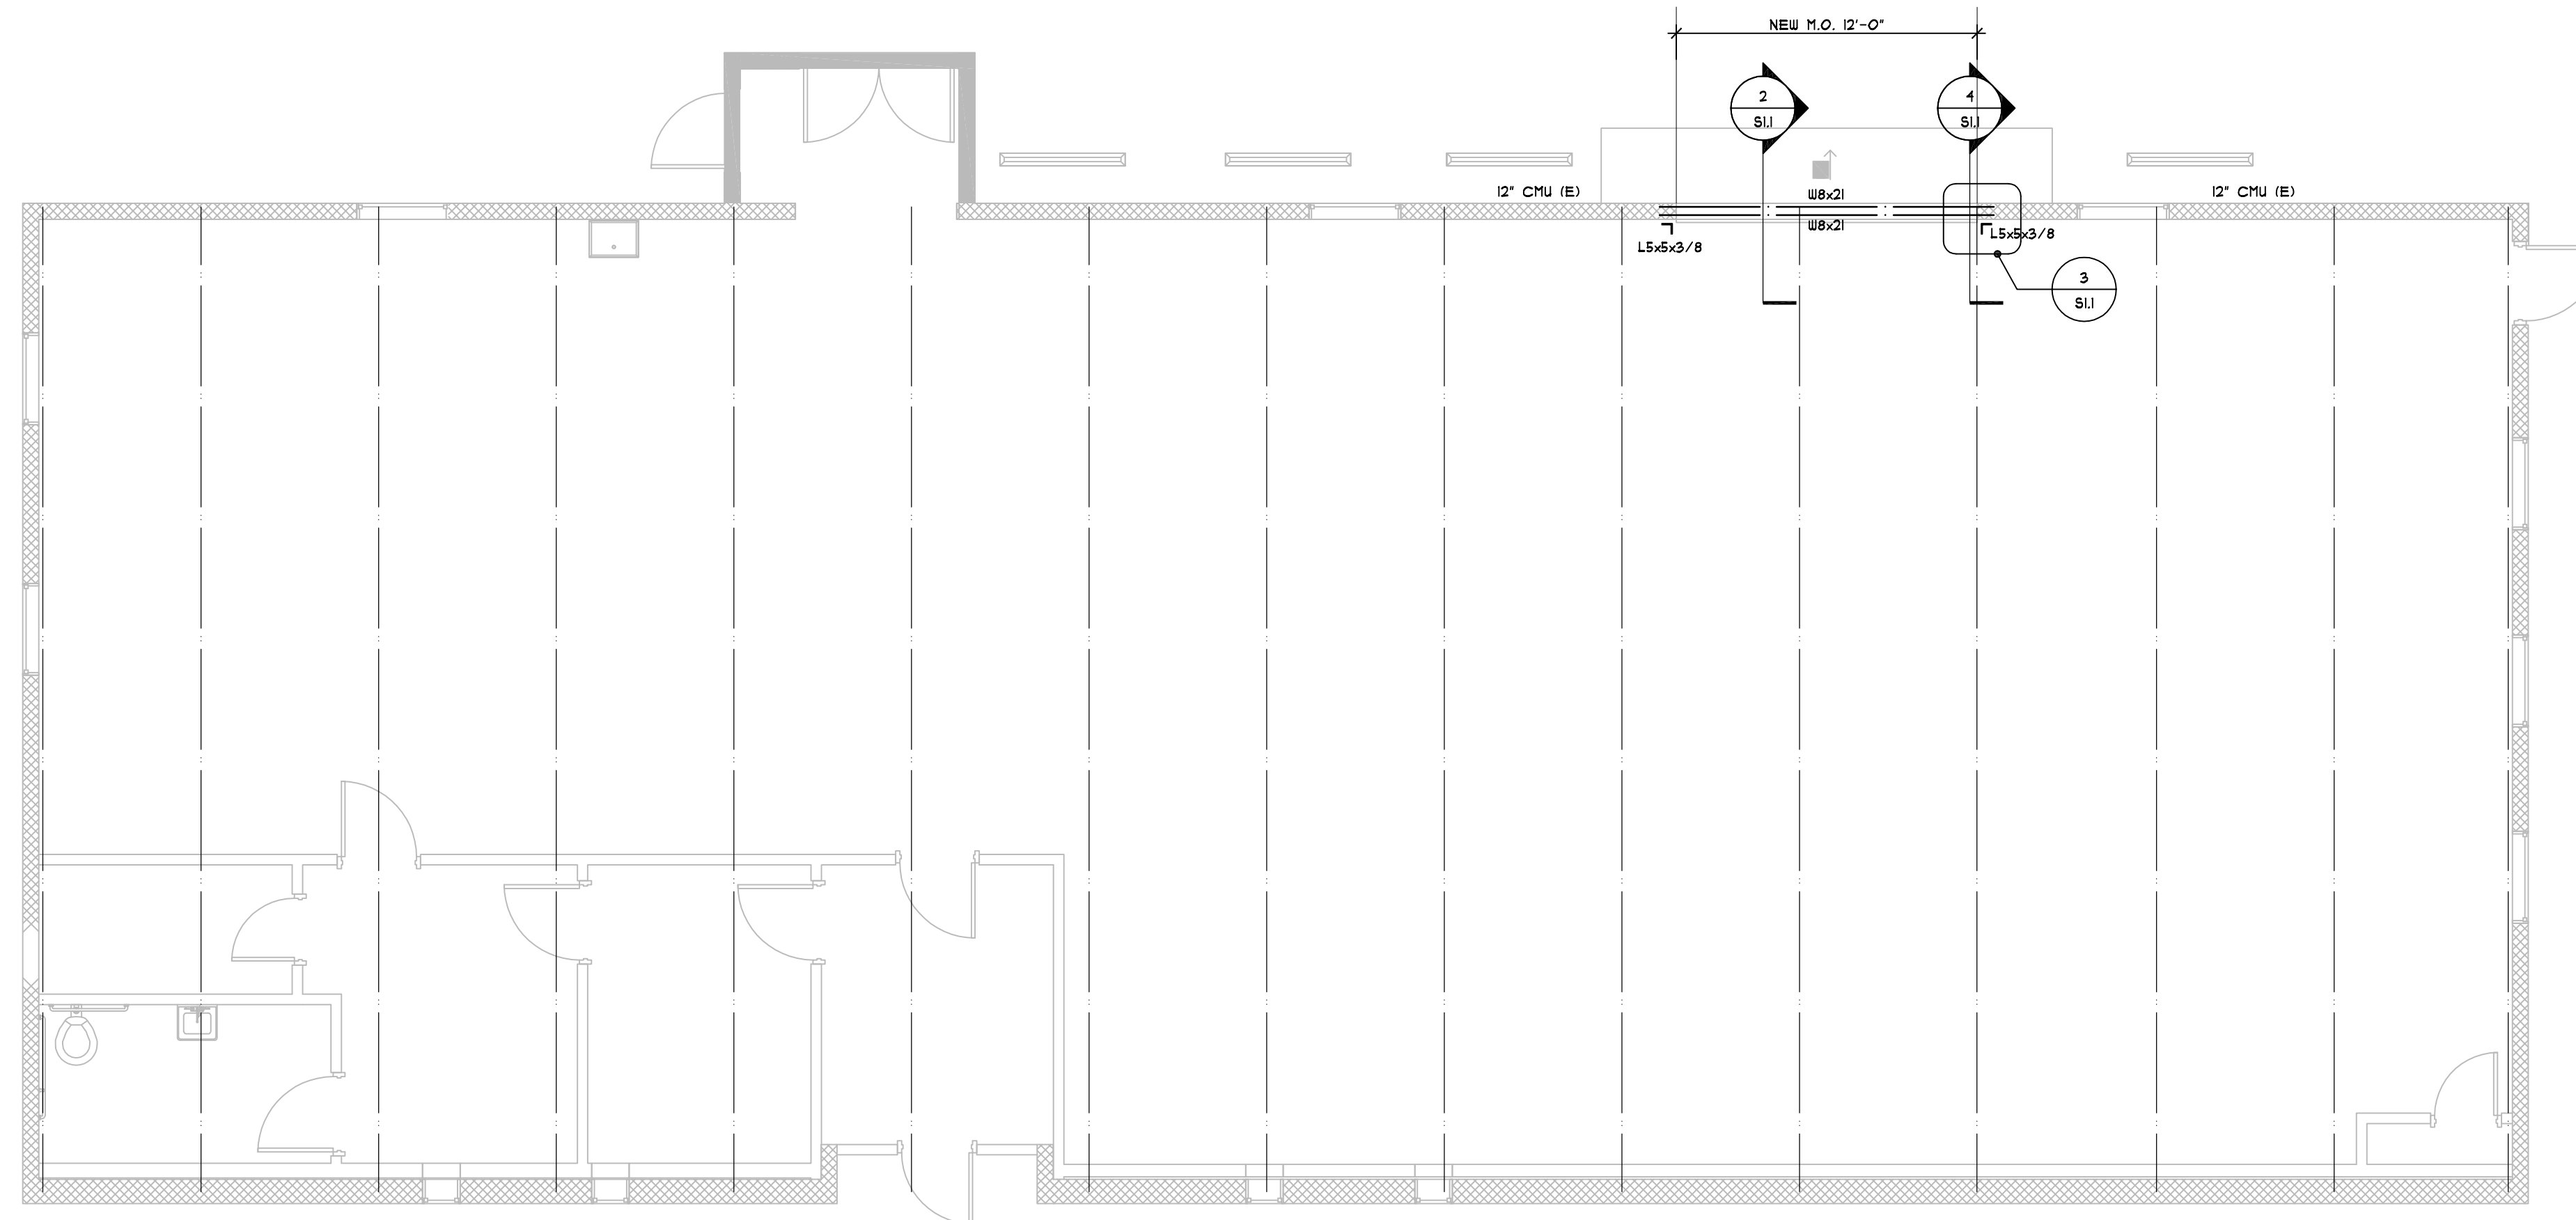 NEW M.O. 12'-0"
2
S1.1
4
S1.1
12" CMU (E)
W8x21
12" CMU (E)
W8x21
L5x5x3/8
L5x5x3/8
3
S1.1